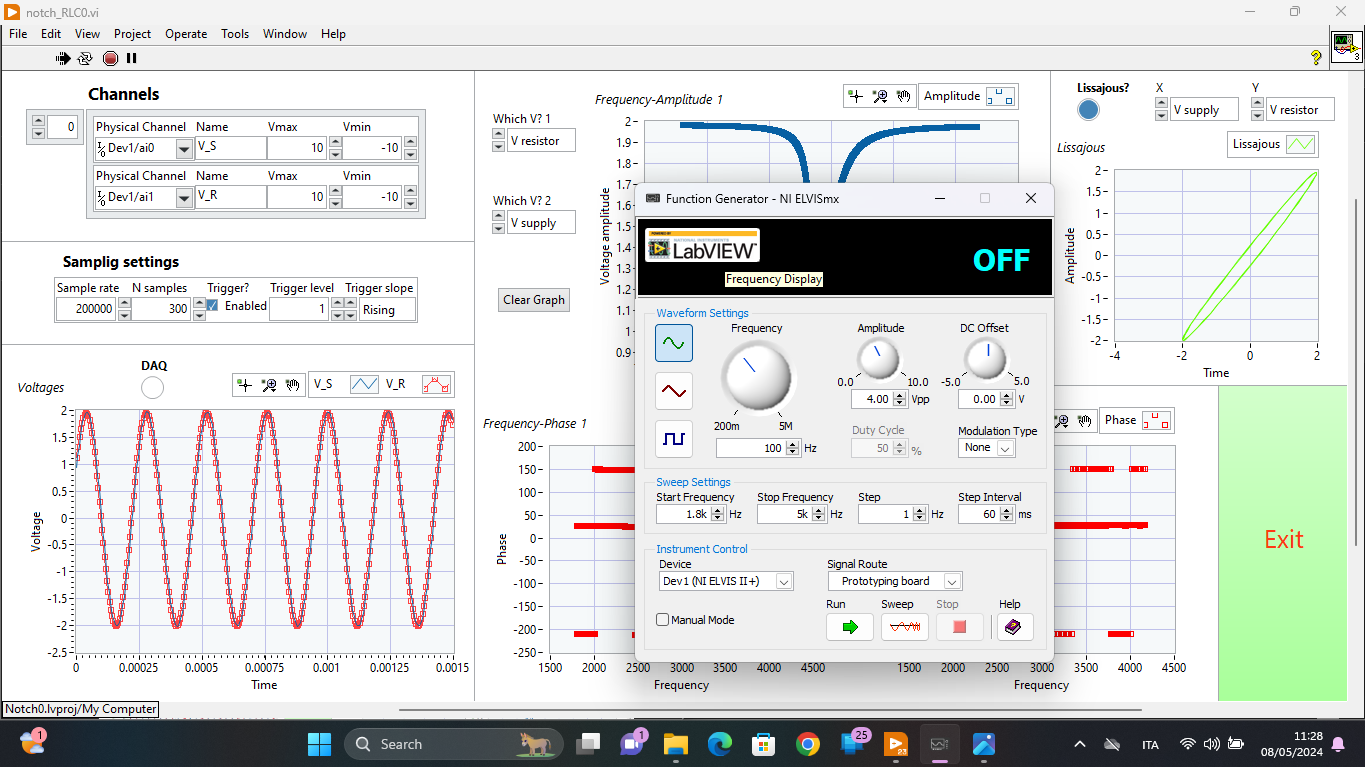 notch_RLC0.vi
File Edit View Project Operate Tools Window Help
3
Channels
0
Physical Channel Name Vmax Vmin
Dev1/ai0 V_S 10 -10
Physical Channel Name Vmax Vmin
Dev1/ai1 V_R 10 -10
Samplig settings
Sample rate N samples Trigger? Trigger level Trigger slope
200000 300 Enabled 1 Rising
DAQ
Voltages
V_S V_R
Voltage
2
1.5
1
0.5
0
-0.5
-1
-1.5
-2
-2.5
0 0.00025 0.0005 0.00075 0.001 0.00125 0.0015
Time
Notch0.lvproj/My Computer
Which V? 1
V resistor
Which V? 2
V supply
Clear Graph
Frequency-Amplitude 1
Amplitude
Voltage amplitude
2
1.9
1.8
1.7
1.6
1.5
1.4
1.3
1.2
1.1
1
0.9
Frequency-Phase 1
Phase
Phase
200
150
100
50
0
-50
-100
-150
-200
-250
1500 2000 2500 3000 3500 4000 4500
Frequency
1500 2000 2500 3000 3500 4000 4500
Frequency
Function Generator - NI ELVISmx
POWERED BY
NATIONAL INSTRUMENTS
LabVIEW
OFF
Frequency Display
Waveform Settings
Frequency Amplitude DC Offset
200m 5M 0.0 10.0 -5.0 5.0
100 Hz 4.00 Vpp 0.00 V
Duty Cycle Modulation Type
50 % None
Sweep Settings
Start Frequency Stop Frequency Step Step Interval
1.8k Hz 5k Hz 1 Hz 60 ms
Instrument Control
Device Signal Route
Dev1 (NI ELVIS II+) Prototyping board
Manual Mode
Run Sweep Stop Help
Lissajous? X Y
V supply V resistor
Lissajous
Lissajous
Amplitude
2
1.5
1
0.5
0
-0.5
-1
-1.5
-2
-4 -2 0 2
Time
Exit
1
Search
1
25
23
ITA
11:28
08/05/2024